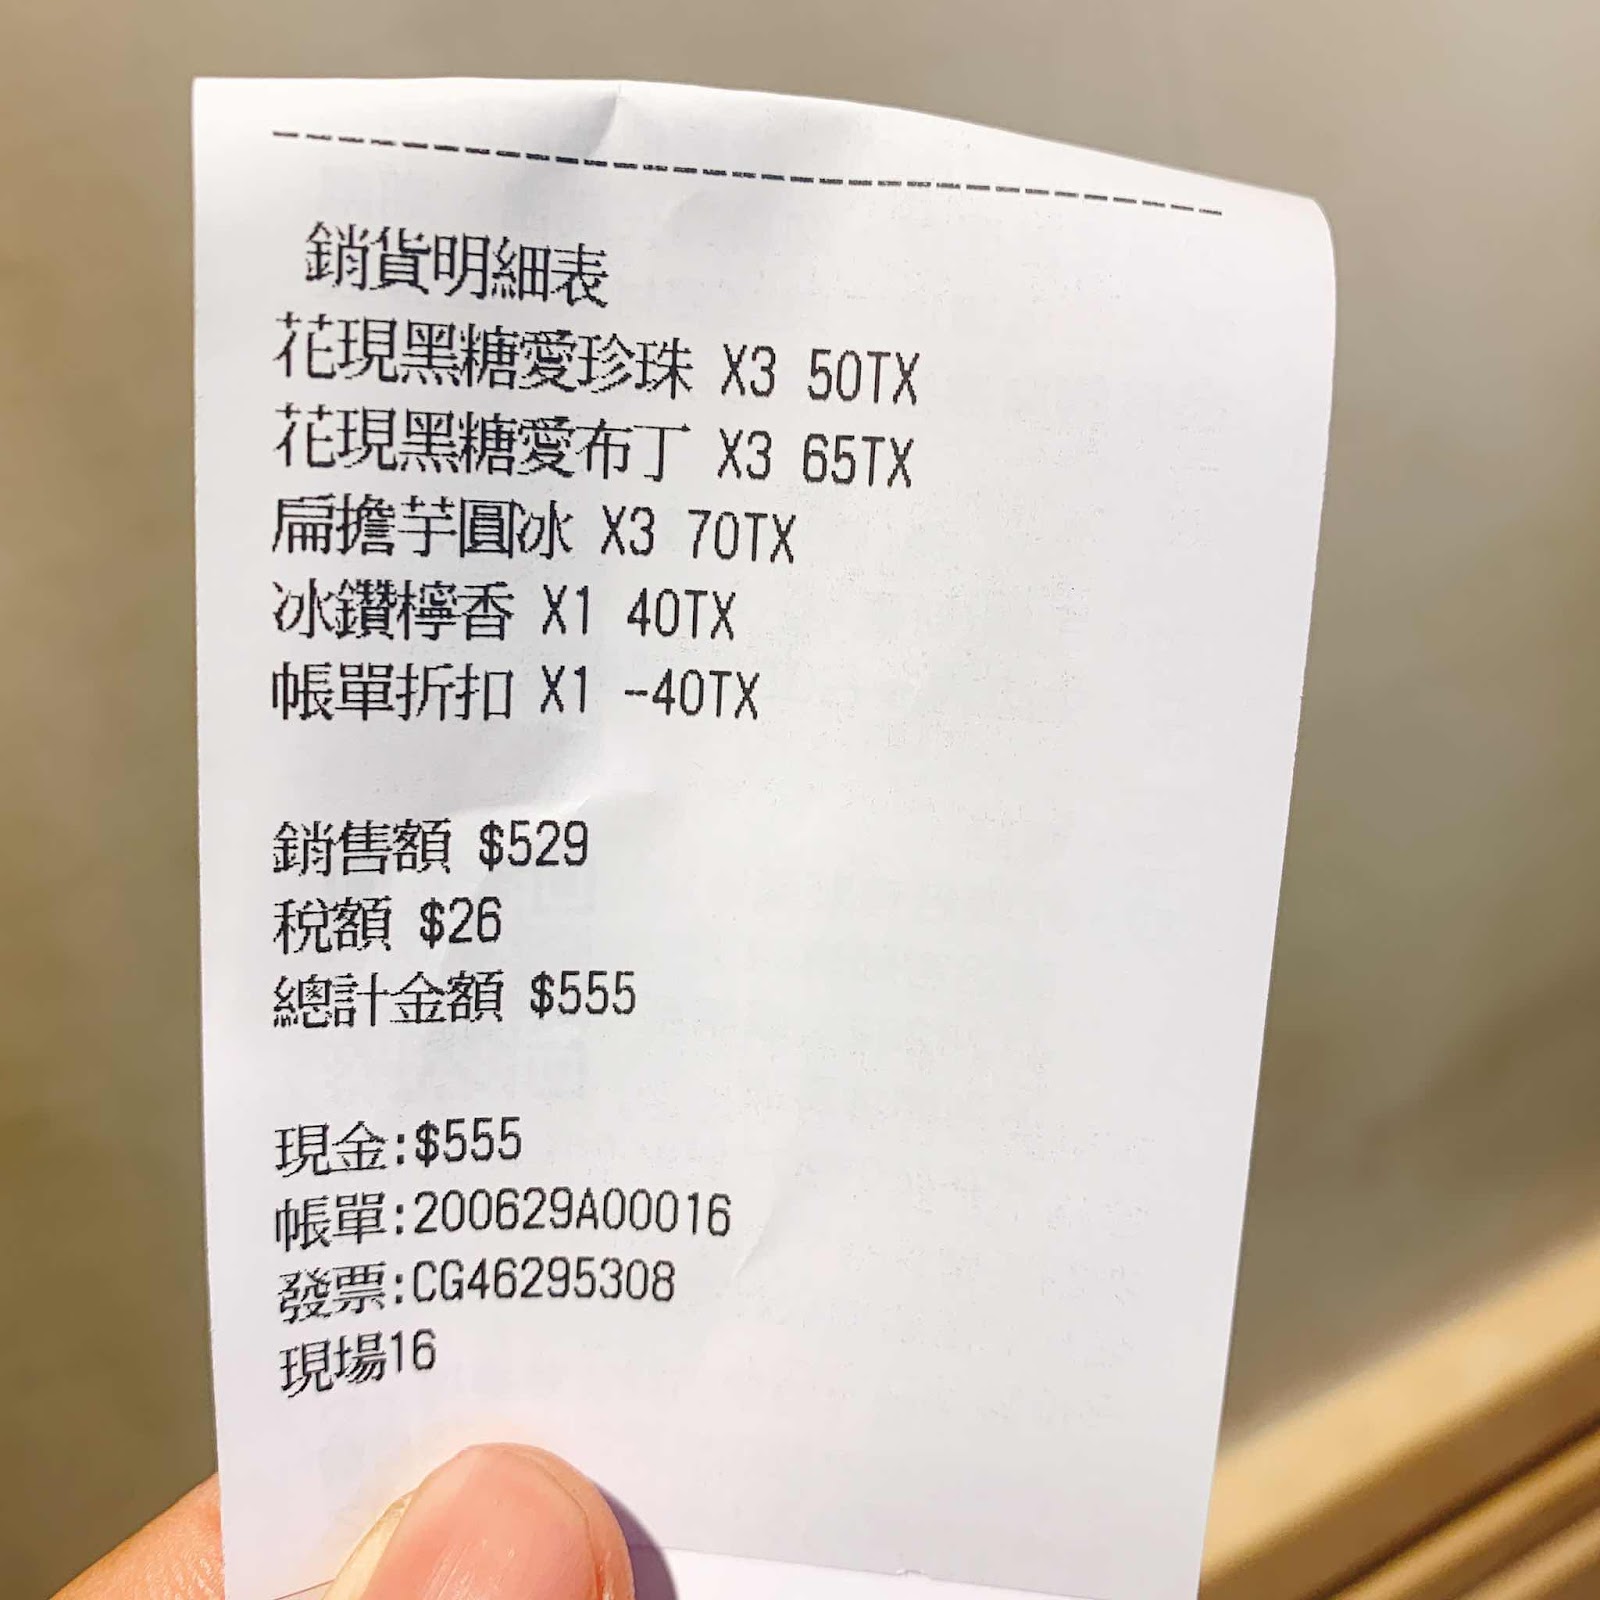 銷貨明細表
花現黑糖愛珍珠 X3 50TX
花現黑糖愛布丁 X3 65TX
扁擔芋圓冰 X3 70TX
冰鑽檸香 X1 40TX
帳單折扣 X1 -40TX
銷售額 $529
稅額 $26
總計金額 $555
現金:$555
帳單:200629A00016
發票:CG46295308
現場16